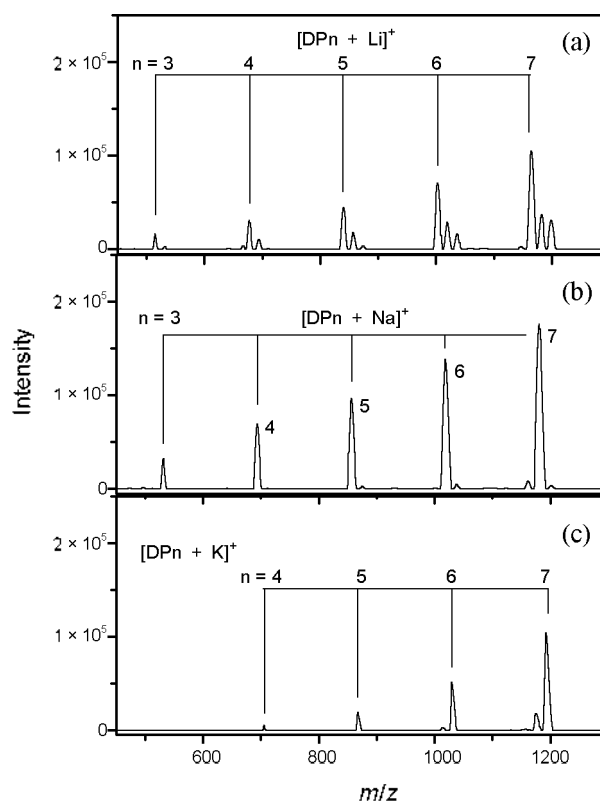 [DPn + Li]⁺
(a)
2 × 10⁵
n = 3 4 5 6 7
1 × 10⁵
0
(b)
2 × 10⁵
n = 3 [DPn + Na]⁺
7
6
5
4
1 × 10⁵
0
Intensity
(c)
2 × 10⁵
[DPn + K]⁺
n = 4 5 6 7
1 × 10⁵
0
600 800 1000 1200
m/z